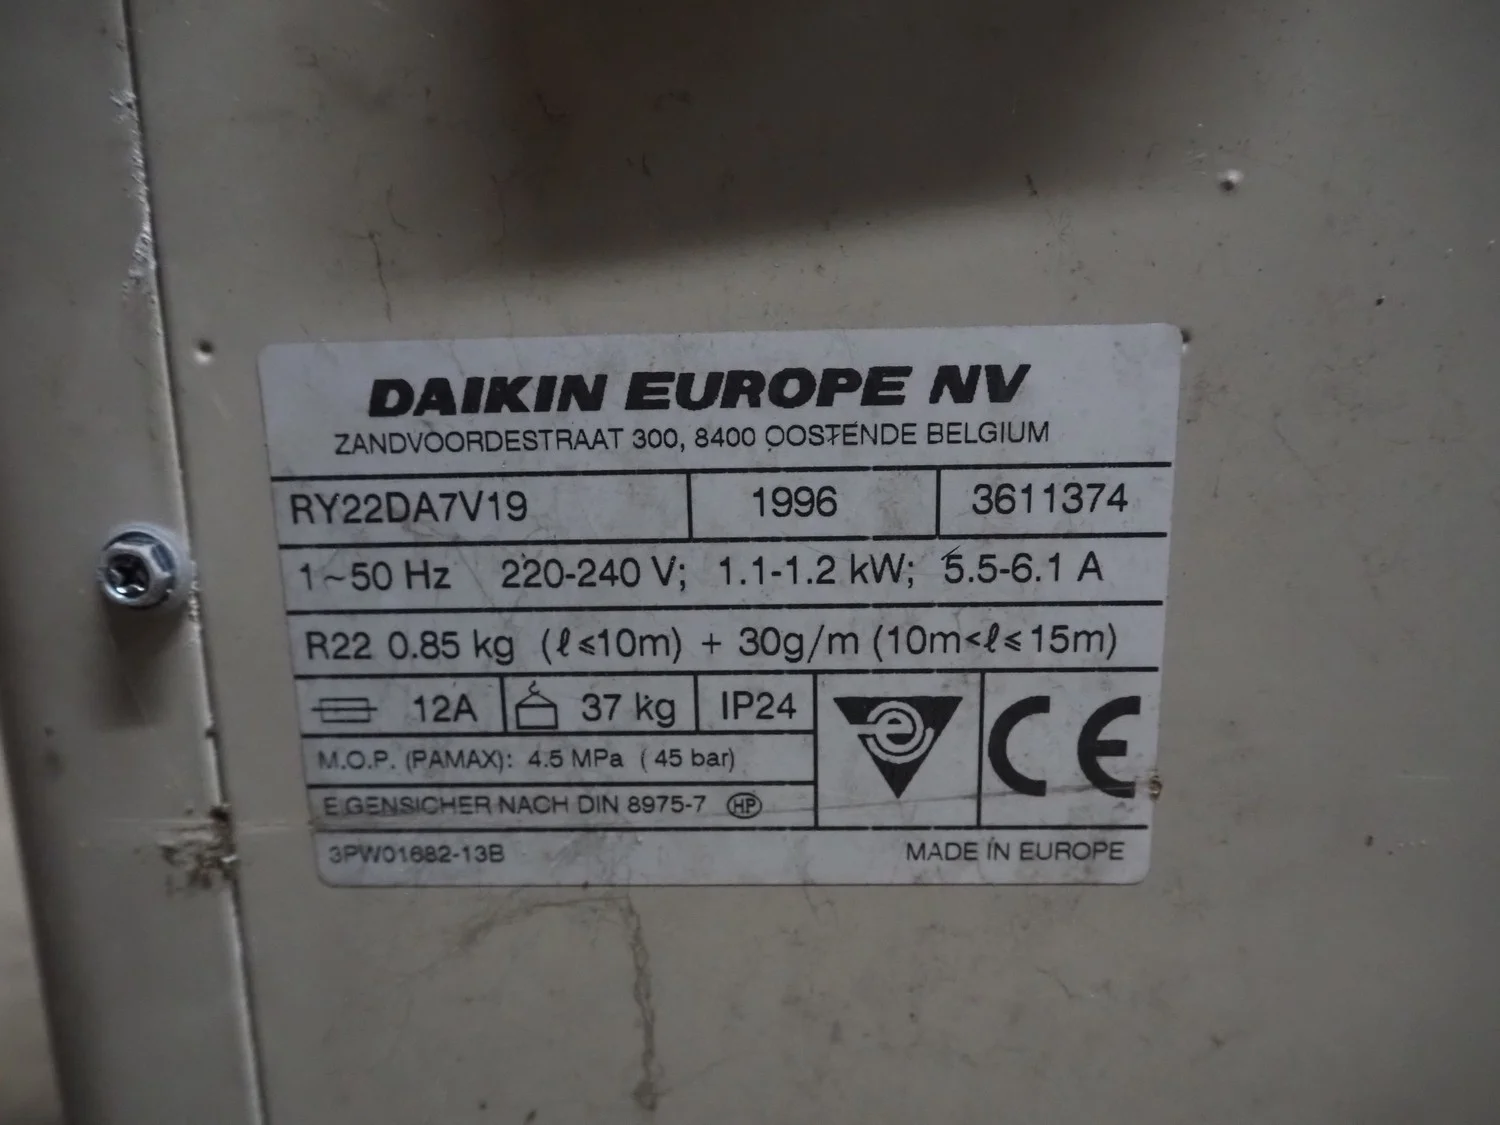 DAIKIN EUROPE NV
ZANDVOORDESTRAAT 300, 8400 OOSTENDE BELGIUM
RY22DA7V19 1996 3611374
1~50 Hz 220-240 V; 1.1-1.2 kW; 5.5-6.1 A
R22 0.85 kg (ℓ≤10m) + 30g/m (10m<ℓ≤15m)
12A 37 kg IP24
e
CE
M.O.P. (PAMAX): 4.5 MPa (45 bar)
EIGENSICHER NACH DIN 8975-7 HP
3PW01682-13B MADE IN EUROPE